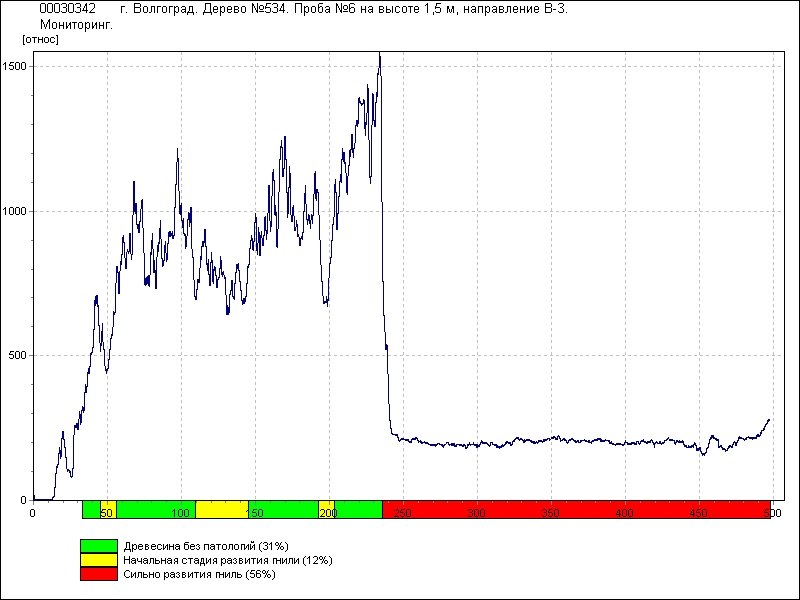 00030342 г. Волгоград. Дерево №534. Проба №6 на высоте 1,5 м, направление В-З.
Мониторинг.
[относ]
1500
1000
500
0
0 50 100 150 200 250 300 350 400 450 500
Древесина без патологий (31%)
Начальная стадия развития гнили (12%)
Сильно развития гниль (56%)